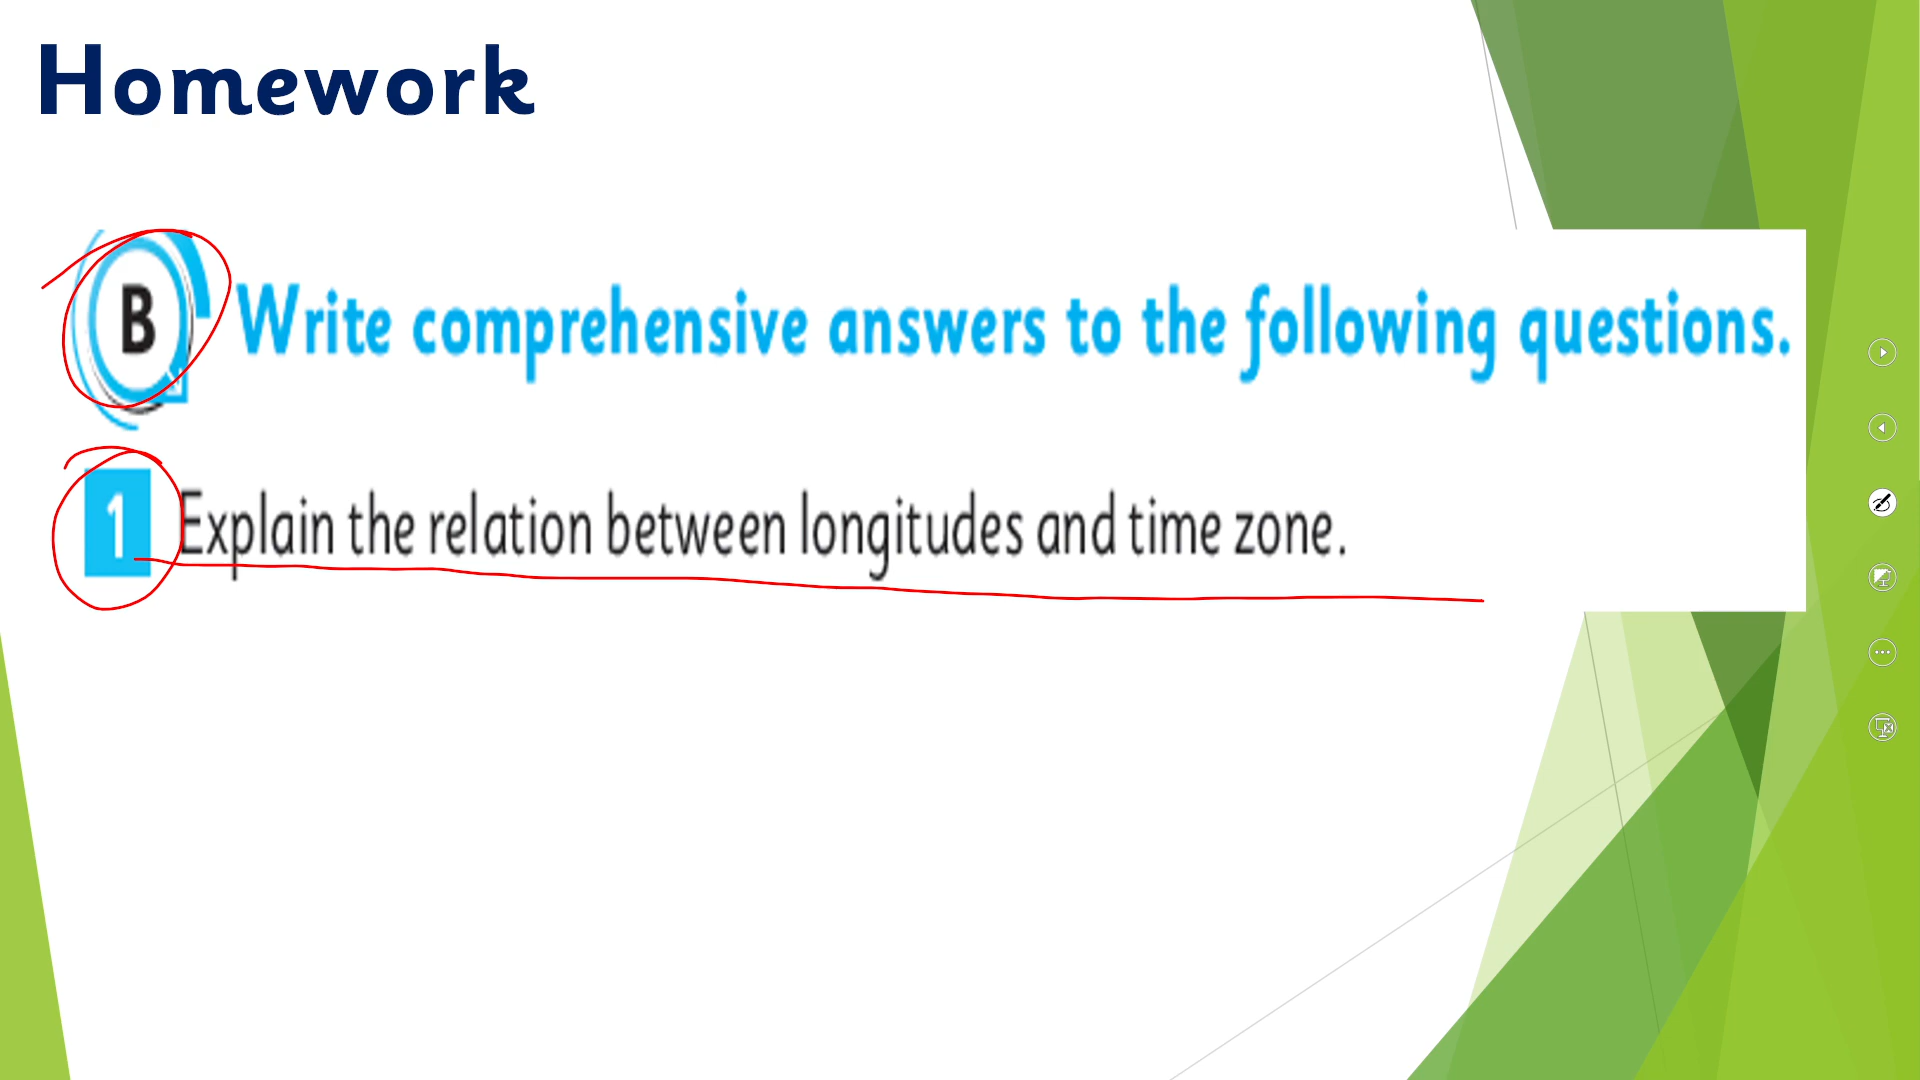 Homework
B Write comprehensive answers to the following questions.
1 Explain the relation between longitudes and time zone.